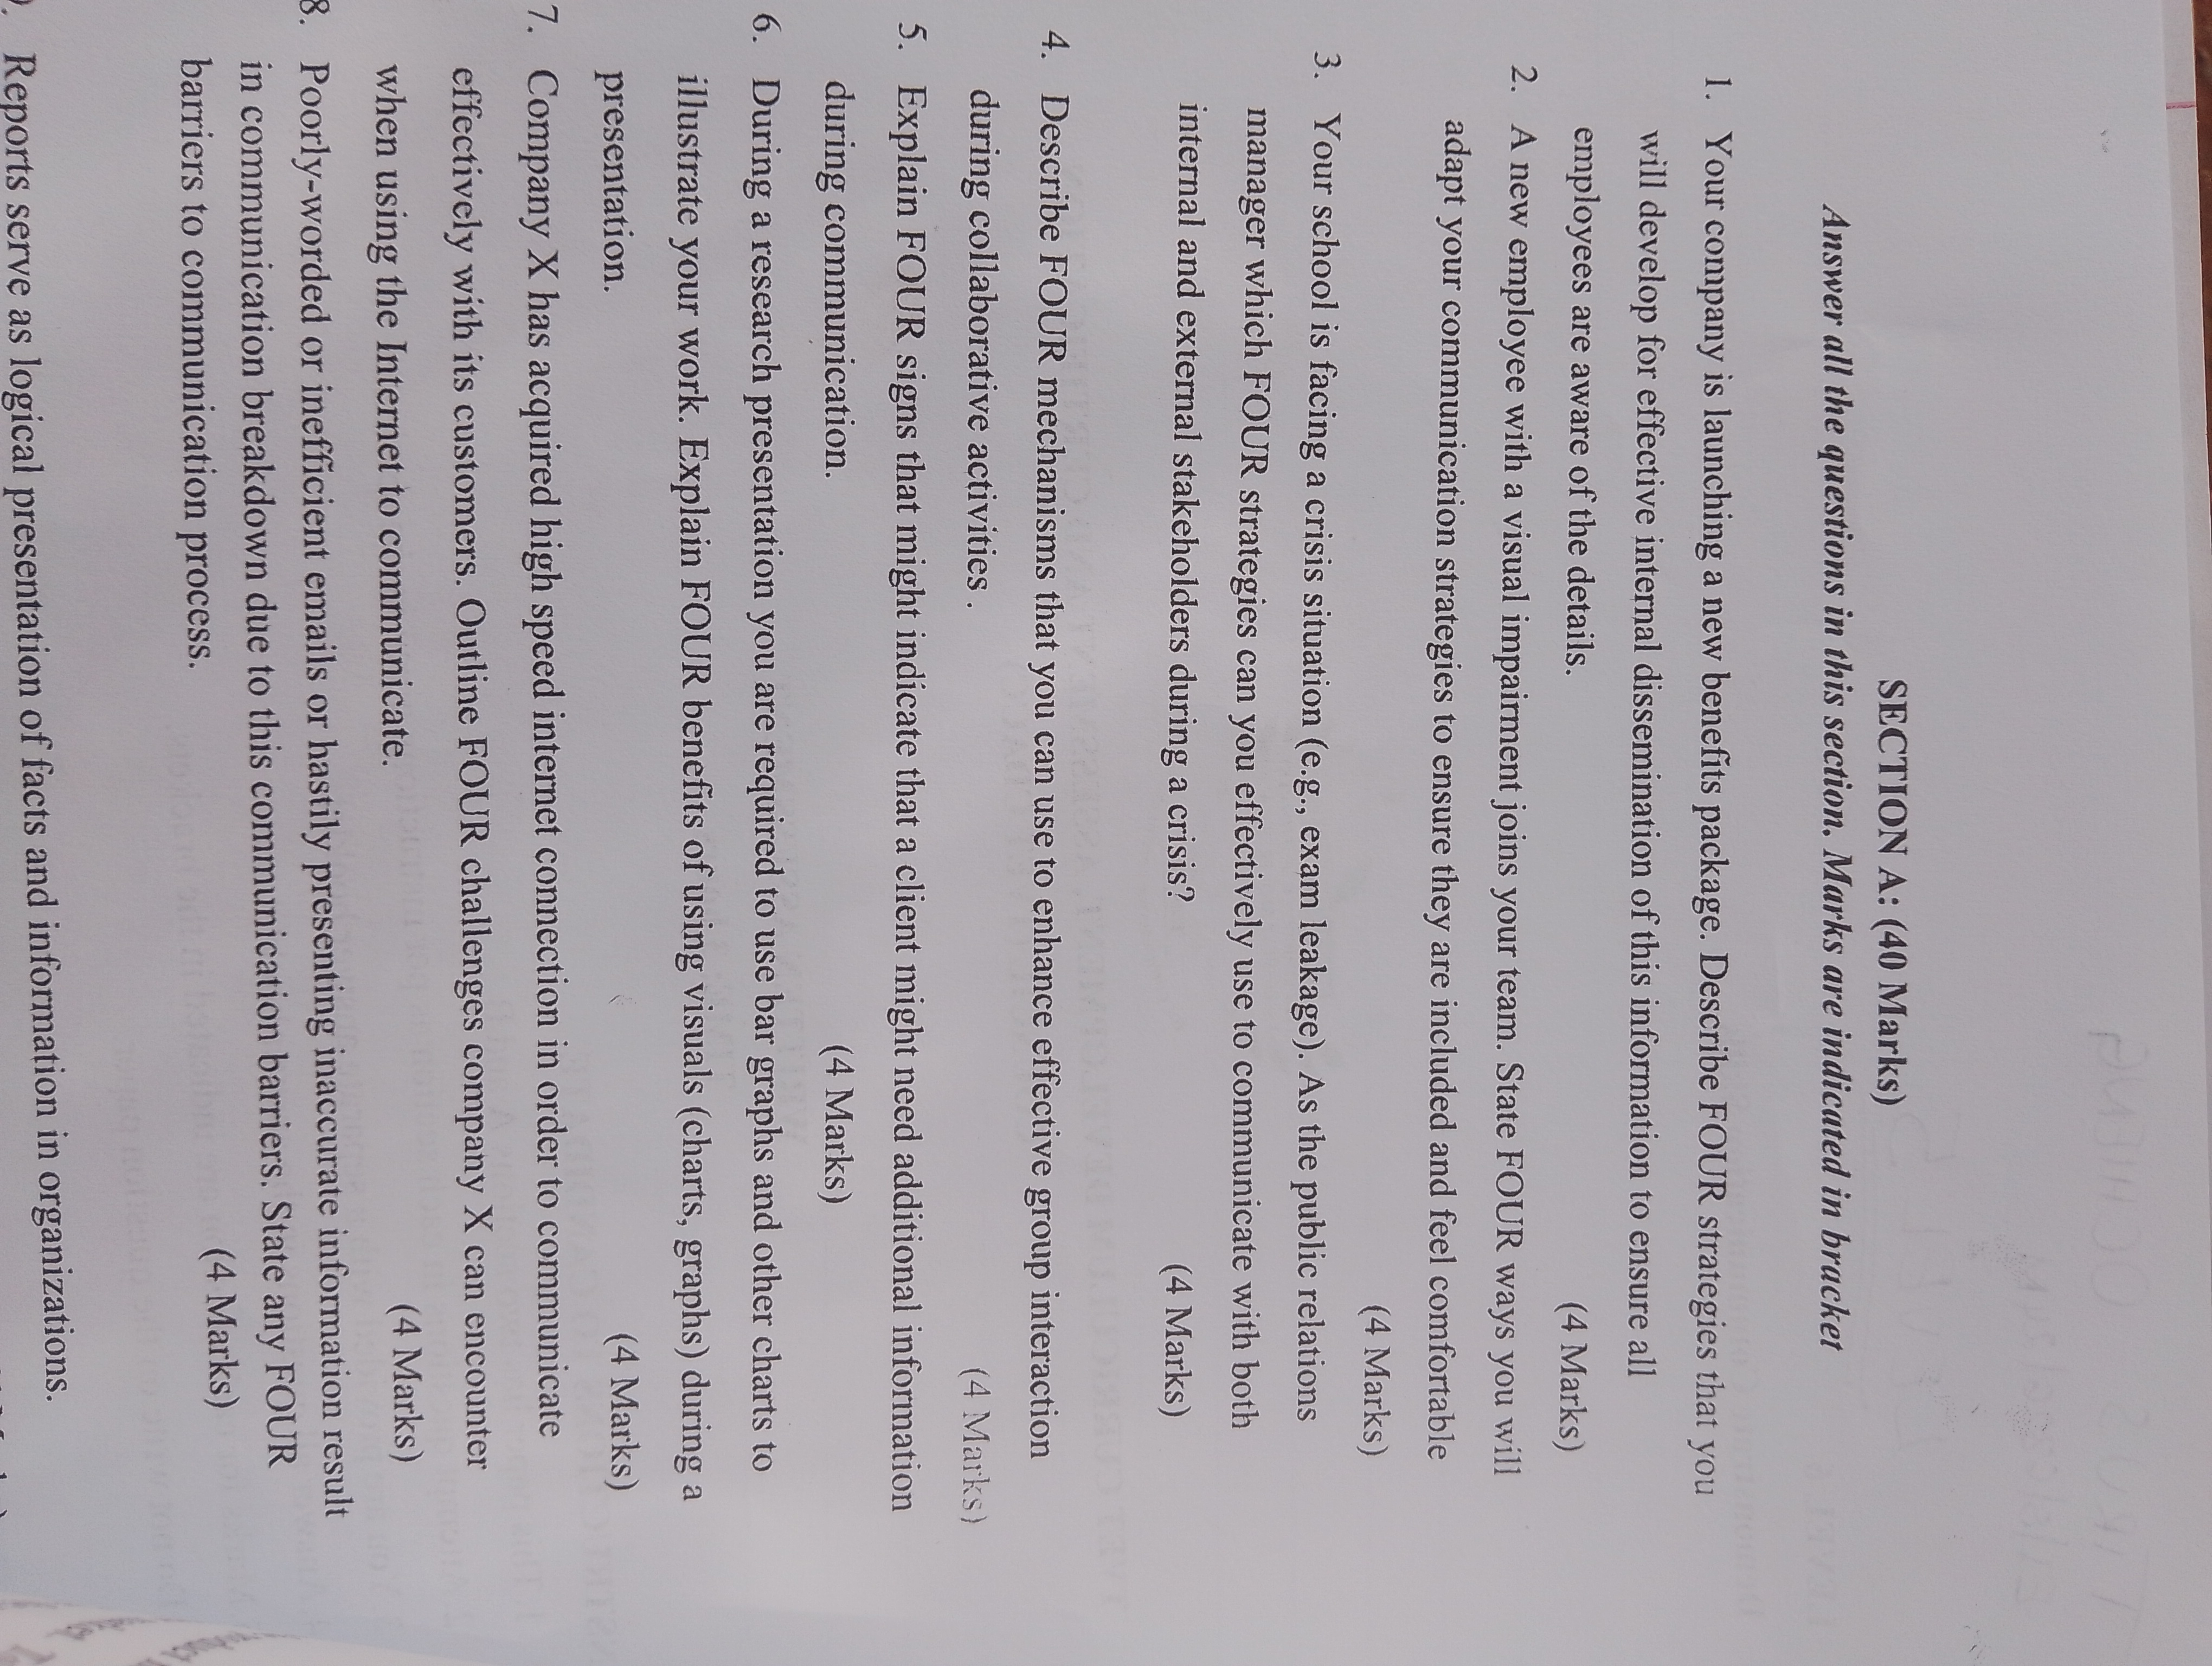 SECTION A: (40 Marks)
Answer all the questions in this section. Marks are indicated in bracket
1. Your company is launching a new benefits package. Describe FOUR strategies that you
will develop for effective internal dissemination of this information to ensure all
employees are aware of the details. (4 Marks)
2. A new employee with a visual impairment joins your team. State FOUR ways you will
adapt your communication strategies to ensure they are included and feel comfortable
(4 Marks)
3. Your school is facing a crisis situation (e.g., exam leakage). As the public relations
manager which FOUR strategies can you effectively use to communicate with both
internal and external stakeholders during a crisis? (4 Marks)
4. Describe FOUR mechanisms that you can use to enhance effective group interaction
during collaborative activities . (4 Marks)
5. Explain FOUR signs that might indicate that a client might need additional information
during communication. (4 Marks)
6. During a research presentation you are required to use bar graphs and other charts to
illustrate your work. Explain FOUR benefits of using visuals (charts, graphs) during a
presentation. (4 Marks)
7. Company X has acquired high speed internet connection in order to communicate
effectively with its customers. Outline FOUR challenges company X can encounter
when using the Internet to communicate. (4 Marks)
8. Poorly-worded or inefficient emails or hastily presenting inaccurate information result
in communication breakdown due to this communication barriers. State any FOUR
barriers to communication process. (4 Marks)
Reports serve as logical presentation of facts and information in organizations.